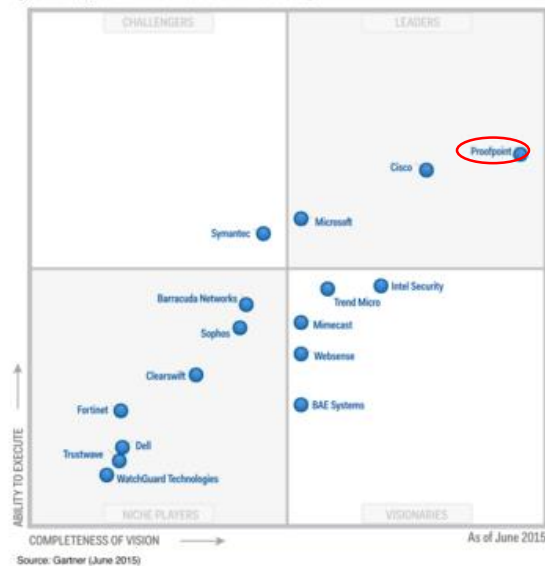 CHALLENGERS
LEADERS
Proofpoint
Cisco
Microsoft
Symantec
Intel Security
Trend Micro
Barracuda Networks
Mimecast
Sophos
Websense
Clearswift
BAE Systems
Fortinet
Dell
Trustwave
WatchGuard Technologies
NICHE PLAYERS
VISIONARIES
ABILITY TO EXECUTE
COMPLETENESS OF VISION
As of June 2015
Source: Gartner (June 2015)